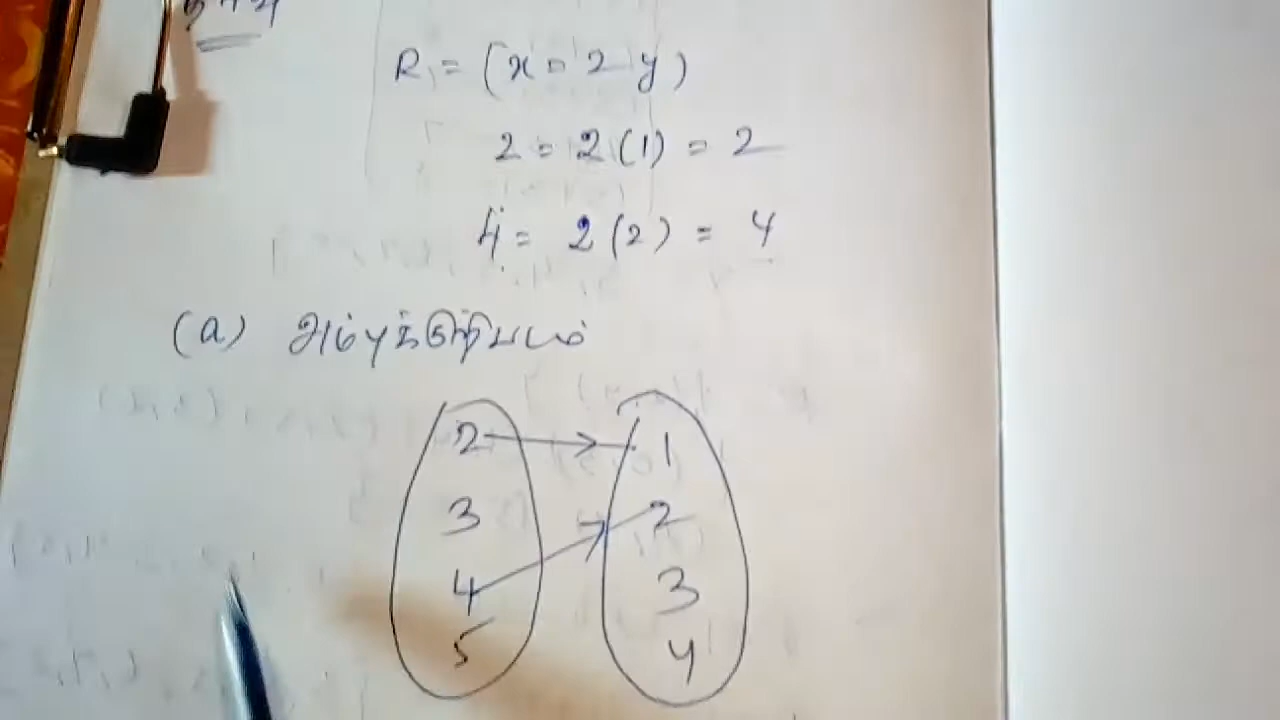 R = (x = 2y)
2 = 2(1) = 2
4 = 2(2) = 4
(a) அம்புக்குறிபடம்
2 1
3 2
4 3
5 4